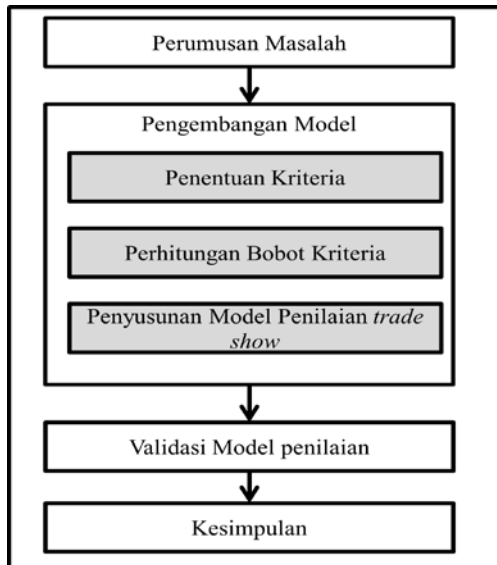 Perumusan Masalah
Pengembangan Model
Penentuan Kriteria
Perhitungan Bobot Kriteria
Penyusunan Model Penilaian trade
show
Validasi Model penilaian
Kesimpulan